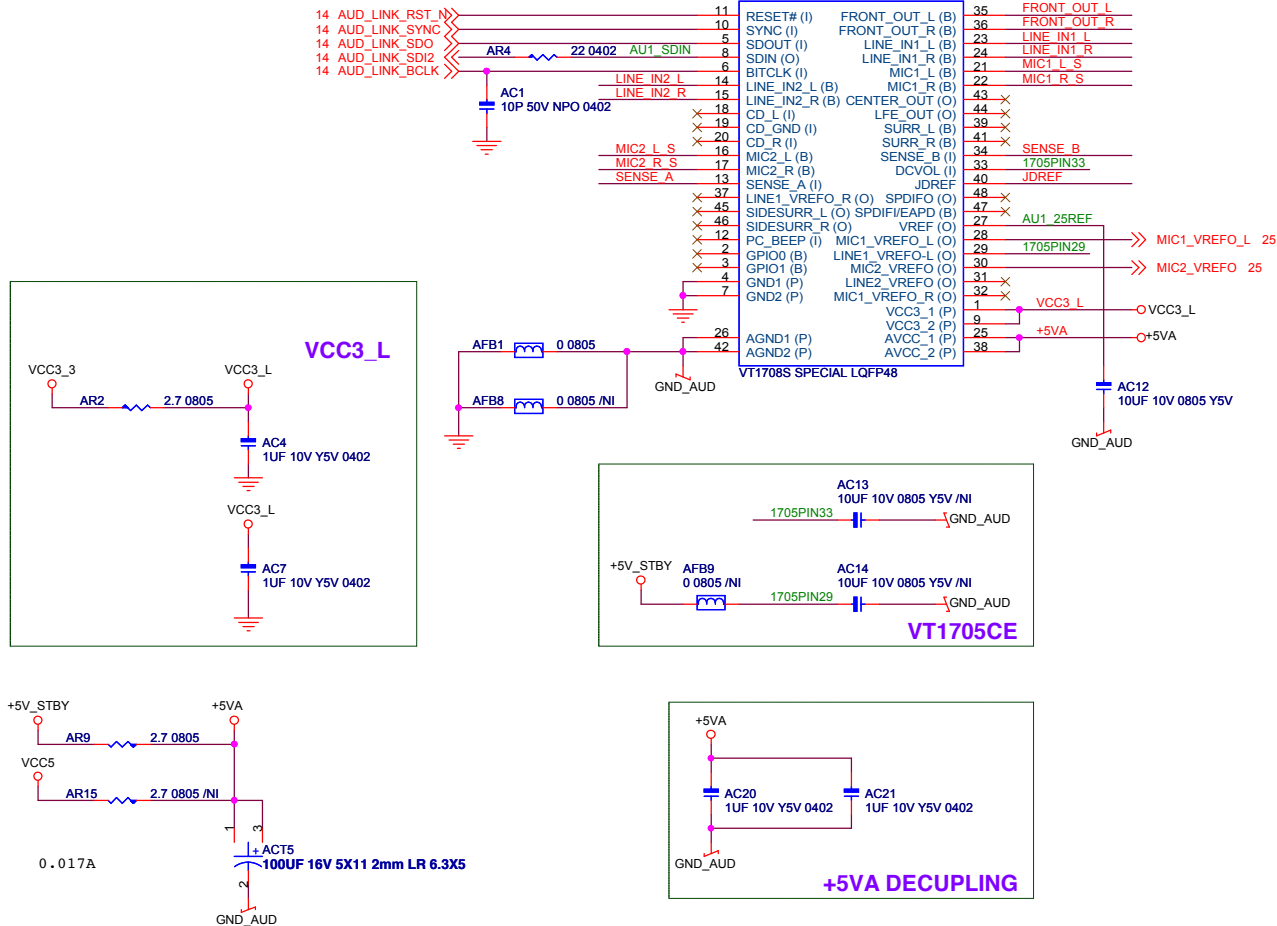 14 AUD_LINK_RST_N
14 AUD_LINK_SYNC
14 AUD_LINK_SDO
14 AUD_LINK_SDI2
14 AUD_LINK_BCLK
AR4
22 0402
AU1_SDIN
AC1
10P 50V NPO 0402
LINE_IN2_L
LINE_IN2_R
MIC2_L_S
MIC2_R_S
SENSE_A
11 RESET# (I)
10 SYNC (I)
5 SDOUT (I)
8 SDIN (O)
6 BITCLK (I)
14 LINE_IN2_L (B)
15 LINE_IN2_R (B)
18 CD_L (I)
19 CD_GND (I)
20 CD_R (I)
16 MIC2_L (B)
17 MIC2_R (B)
13 SENSE_A (I)
37 LINE1_VREFO_R (O)
45 SIDESURR_L (O)
46 SIDESURR_R (O)
12 PC_BEEP (I)
2 GPIO0 (B)
3 GPIO1 (B)
4 GND1 (P)
7 GND2 (P)
26 AGND1 (P)
42 AGND2 (P)
FRONT_OUT_L (B) 35 FRONT_OUT_L
FRONT_OUT_R (B) 36 FRONT_OUT_R
LINE_IN1_L (B) 23 LINE_IN1_L
LINE_IN1_R (B) 24 LINE_IN1_R
MIC1_L (B) 21 MIC1_L_S
MIC1_R (B) 22 MIC1_R_S
CENTER_OUT (O) 43
LFE_OUT (O) 44
SURR_L (B) 39
SURR_R (B) 41
SENSE_B (I) 34 SENSE_B
DCVOL (I) 33 1705PIN33
JDREF 40 JDREF
SPDIFO (O) 48
SPDIFI/EAPD (B) 47
VREF (O) 27 AU1_25REF
MIC1_VREFO_L (O) 28 MIC1_VREFO_L 25
LINE1_VREFO-L (O) 29 1705PIN29
MIC2_VREFO (O) 30 MIC2_VREFO 25
LINE2_VREFO (O) 31
MIC1_VREFO_R (O) 32
VCC3_1 (P) 1 VCC3_L VCC3_L
VCC3_2 (P) 9
AVCC_1 (P) 25 +5VA +5VA
AVCC_2 (P) 38
VT1708S SPECIAL LQFP48
AFB1 0 0805
AFB8 0 0805 /NI
GND_AUD
AC12
10UF 10V 0805 Y5V
GND_AUD
VCC3_L
VCC3_3
VCC3_L
AR2 2.7 0805
AC4
1UF 10V Y5V 0402
VCC3_L
AC7
1UF 10V Y5V 0402
AC13
10UF 10V 0805 Y5V /NI
1705PIN33
GND_AUD
+5V_STBY
AFB9
0 0805 /NI
1705PIN29
AC14
10UF 10V 0805 Y5V /NI
GND_AUD
VT1705CE
+5V_STBY
+5VA
AR9 2.7 0805
VCC5
AR15 2.7 0805 /NI
1
3
+
ACT5
100UF 16V 5X11 2mm LR 6.3X5
2
0.017A
GND_AUD
+5VA
AC20
1UF 10V Y5V 0402
AC21
1UF 10V Y5V 0402
GND_AUD
+5VA DECUPLING